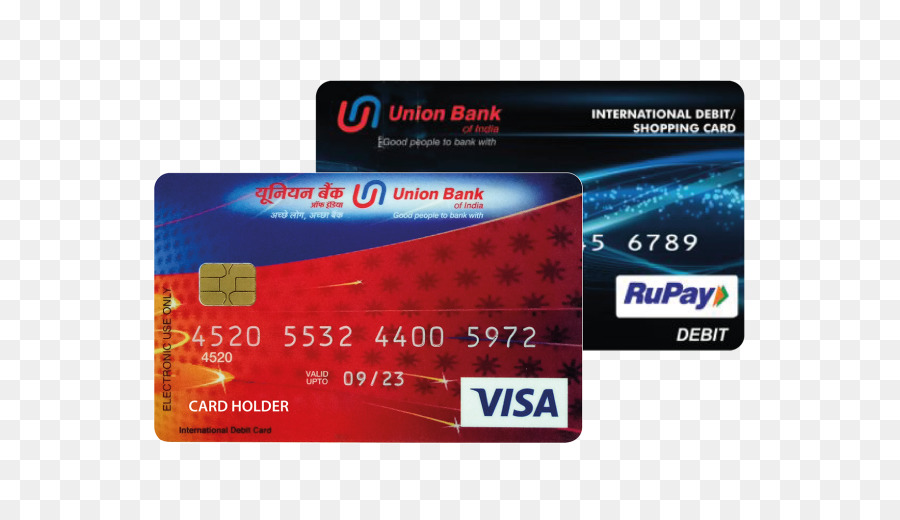 Union Bank
of India
Good people to bank with
INTERNATIONAL DEBIT/
SHOPPING CARD
45 6789
RuPay
DEBIT
यूनियन बैंक
ऑफ इंडिया
अच्छे लोग, अच्छा बैंक
Union Bank
of India
Good people to bank with
ELECTRONIC USE ONLY
4520 5532 4400 5972
4520
VALID
UPTO 09/23
CARD HOLDER
VISA
International Debit Card